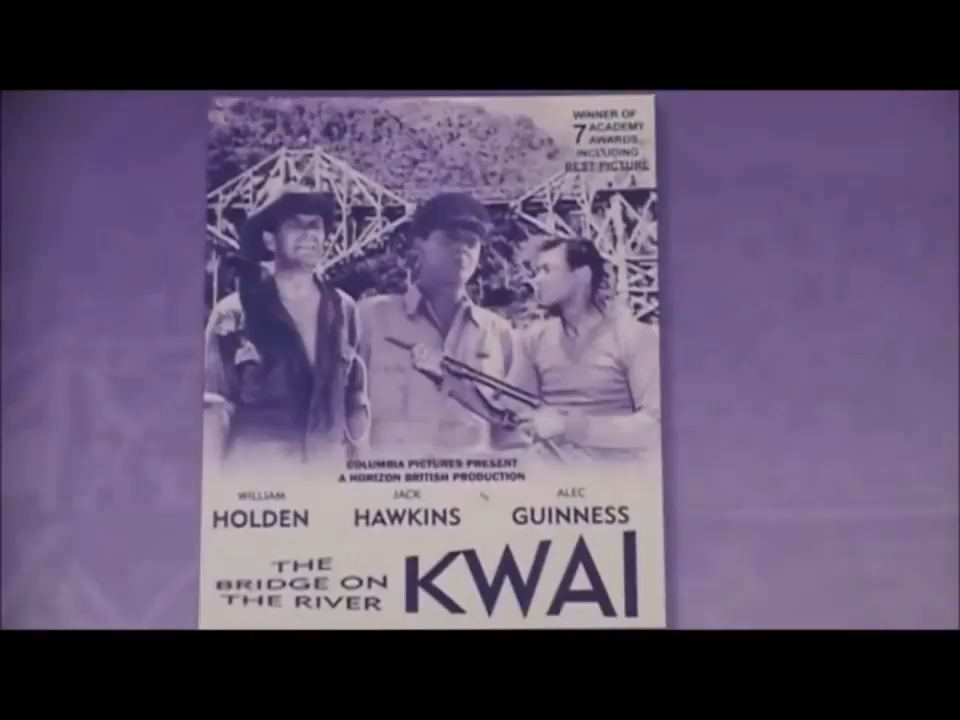 WINNER OF
7 ACADEMY
AWARDS
INCLUDING
BEST PICTURE
COLUMBIA PICTURES PRESENT
A HORIZON BRITISH PRODUCTION
WILLIAM JACK ALEC
HOLDEN HAWKINS GUINNESS
THE
BRIDGE ON
THE RIVER
KWAI